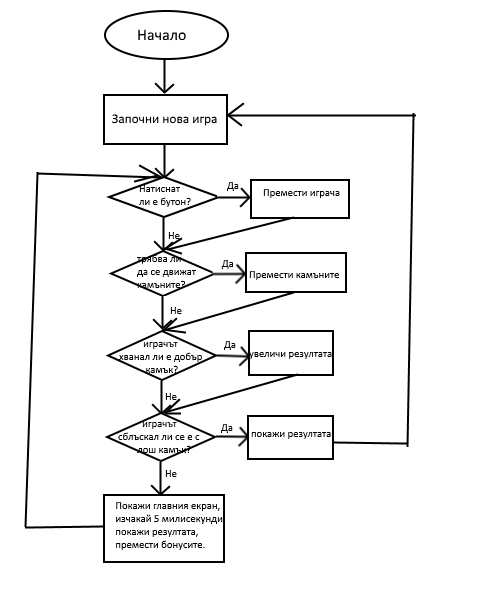 Начало
Започни нова игра
Натиснат
ли е бутон?
Да
Премести играча
Не
трябва ли
да се движат
камъните?
Да
Премести камъните
Не
играчът
хванал ли е добър
камък?
Да
увеличи резултата
Не
играчът
сблъскал ли се е с
лош камък?
Да
покажи резултата
Не
Покажи главния екран,
изчакай 5 милисекунди
покажи резултата,
премести бонусите.